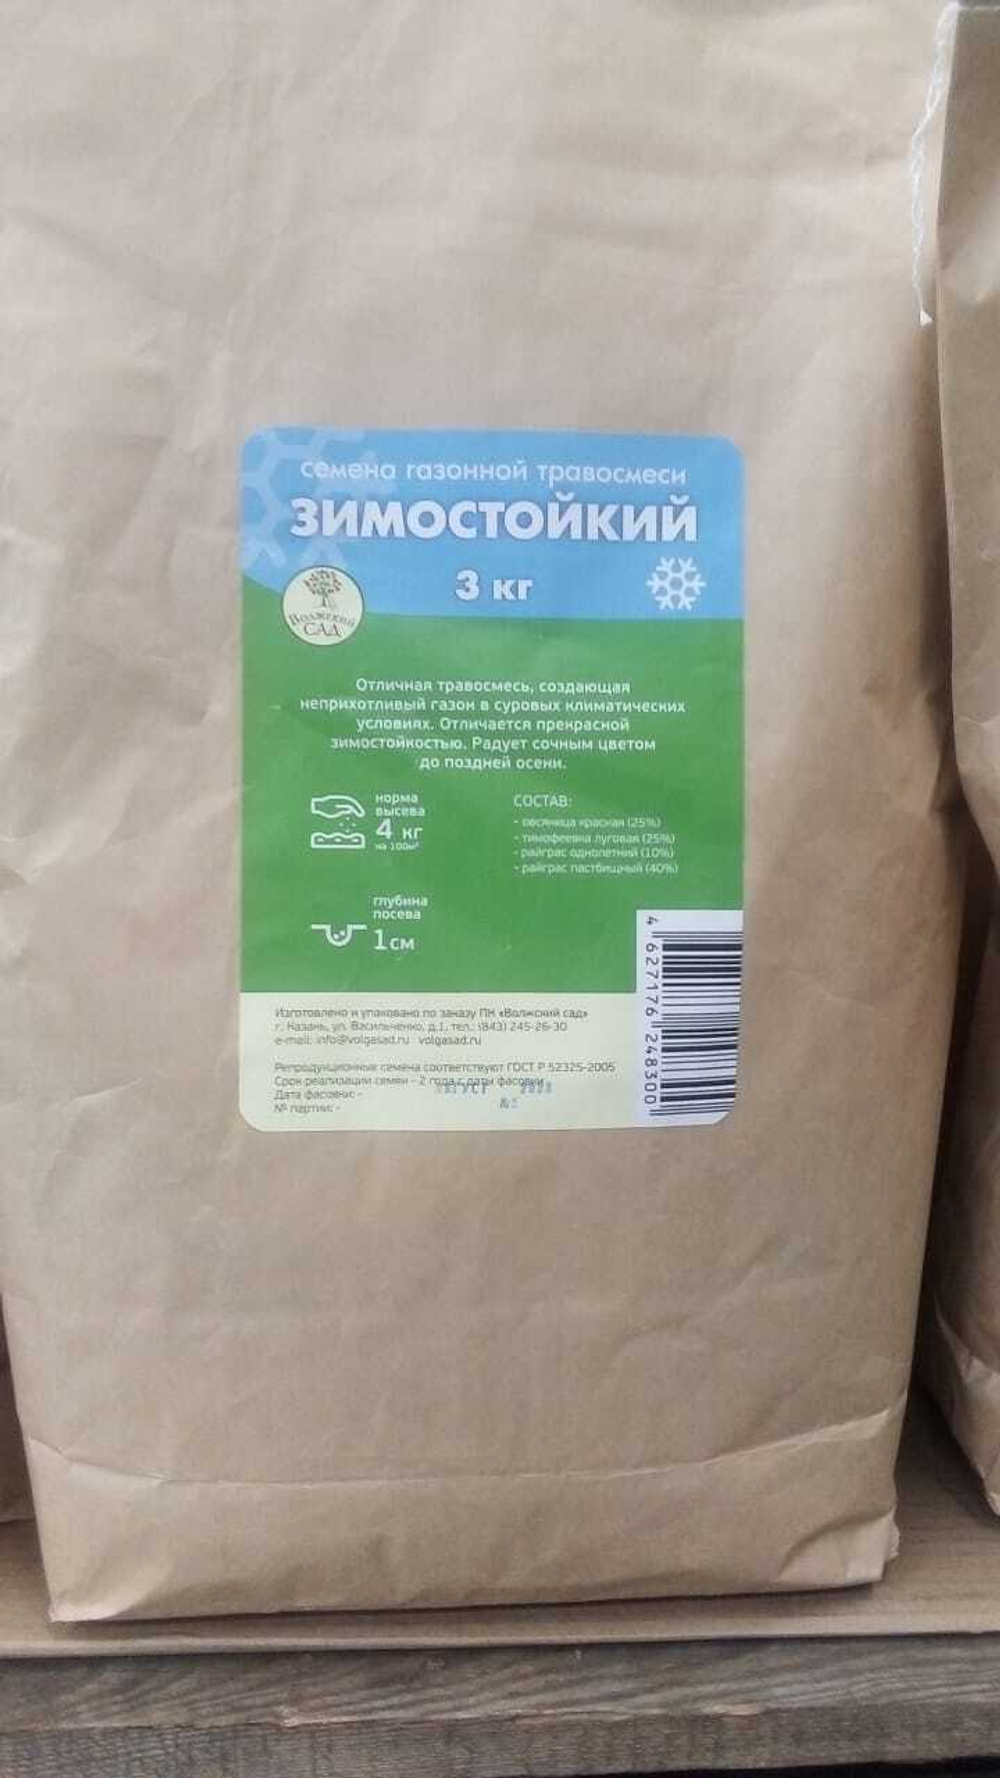 семена газонной травосмеси
ЗИМОСТОЙКИЙ
3 кг
Волжский
САД
Отличная травосмесь, создающая
неприхотливый газон в суровых климатических
условиях. Отличается прекрасной
зимостойкостью. Радует сочным цветом
до поздней осени.
норма
высева
4 кг
на 100м²
СОСТАВ:
- овсяница красная (25%)
- тимофеевка луговая (25%)
- райграс однолетний (10%)
- райграс пастбищный (40%)
глубина
посева
1 см
4 627176 248300
Изготовлено и упаковано по заказу ПК «Волжский сад»
г. Казань, ул. Васильченко, д.1, тел.: (843) 245-26-30
e-mail: info@volgasad.ru volgasad.ru
Репродукционные семена соответствуют ГОСТ Р 52325-2005
Срок реализации семян - 2 года с даты фасовки
Дата фасовки: -
№ партии: -